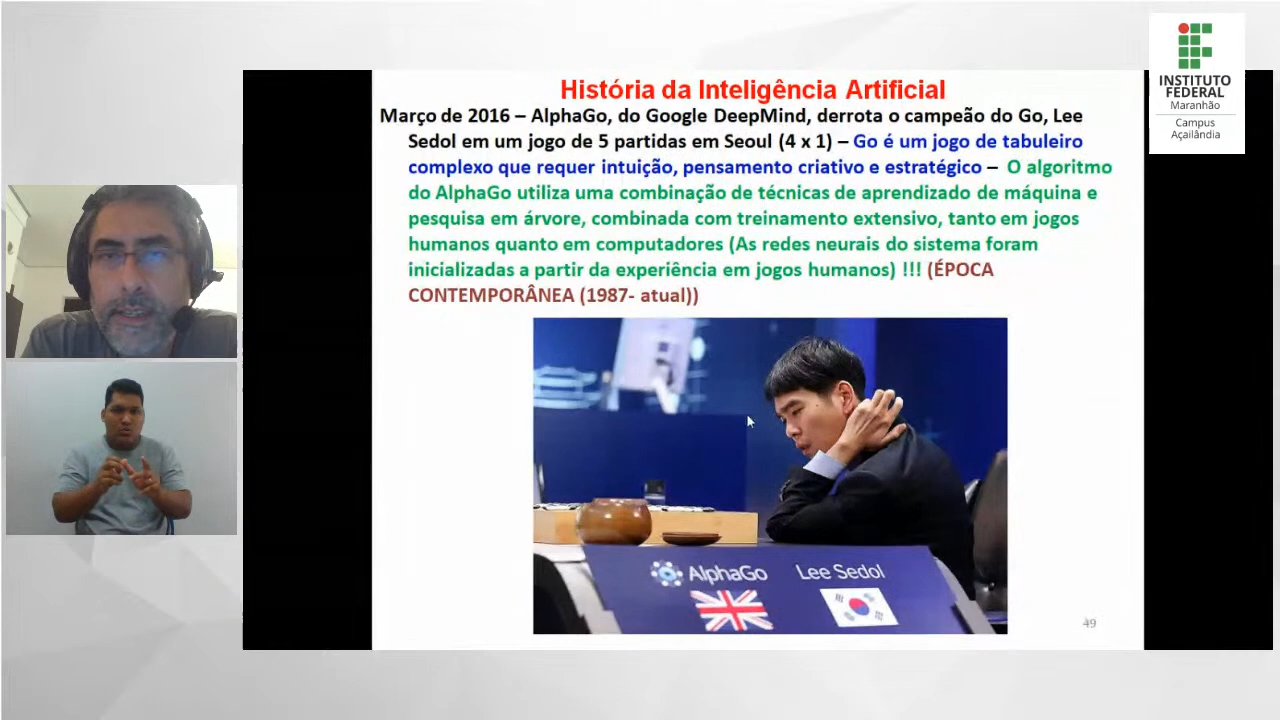 História da Inteligência Artificial
Março de 2016 – AlphaGo, do Google DeepMind, derrota o campeão do Go, Lee
Sedol em um jogo de 5 partidas em Seoul (4 x 1) – Go é um jogo de tabuleiro
complexo que requer intuição, pensamento criativo e estratégico – O algoritmo
do AlphaGo utiliza uma combinação de técnicas de aprendizado de máquina e
pesquisa em árvore, combinada com treinamento extensivo, tanto em jogos
humanos quanto em computadores (As redes neurais do sistema foram
inicializadas a partir da experiência em jogos humanos) !!! (ÉPOCA
CONTEMPORÂNEA (1987- atual))
AlphaGo
Lee Sedol
49
INSTITUTO
FEDERAL
Maranhão
Campus
Açailândia